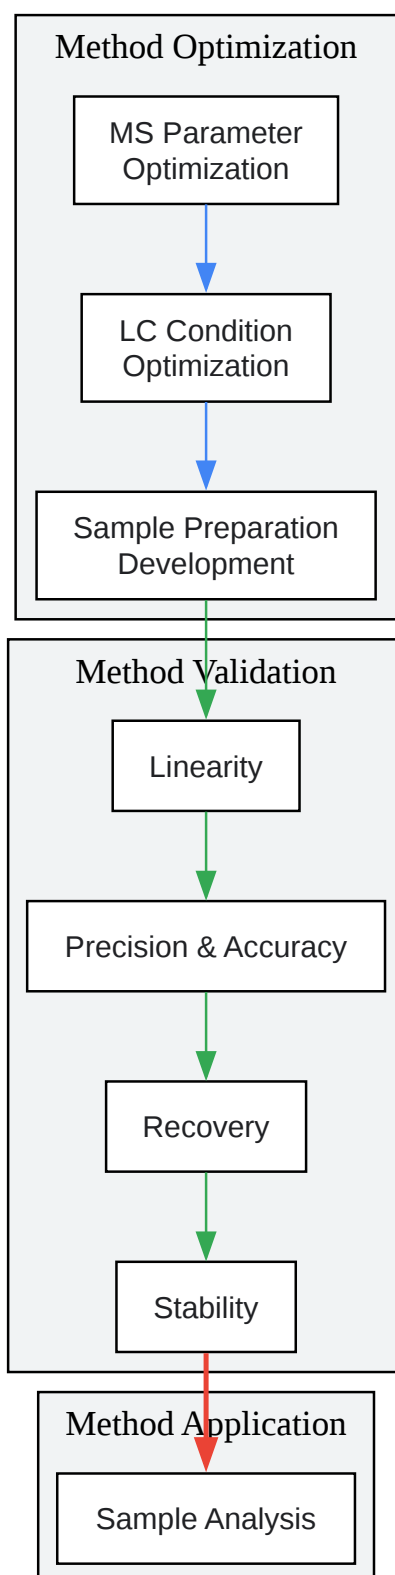 Method Optimization
MS Parameter
Optimization
LC Condition
Optimization
Sample Preparation
Development
Method Validation
Linearity
Precision & Accuracy
Recovery
Stability
Method Application
Sample Analysis